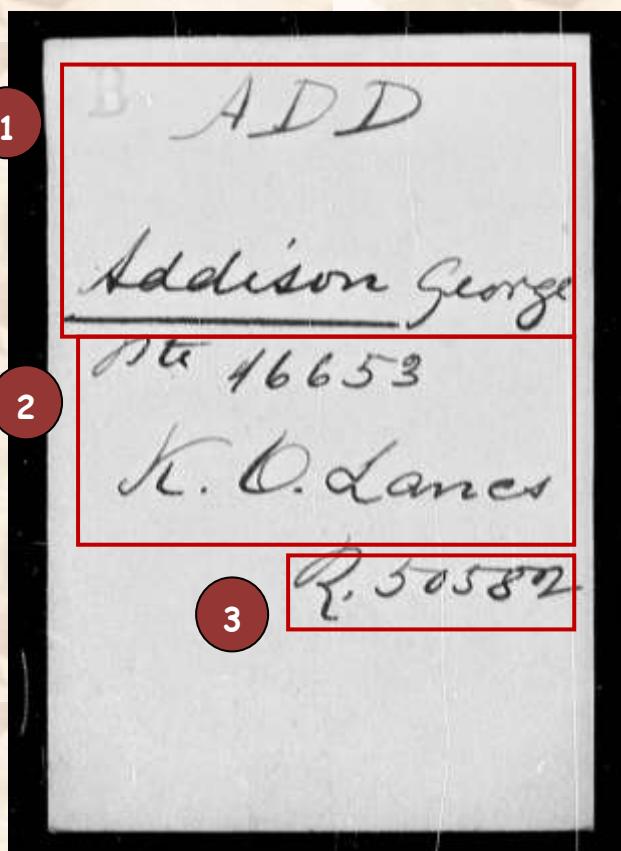 B
ADD
1
Addison George
Pte 16653
2
K. O. Lancs
R. 50582
3